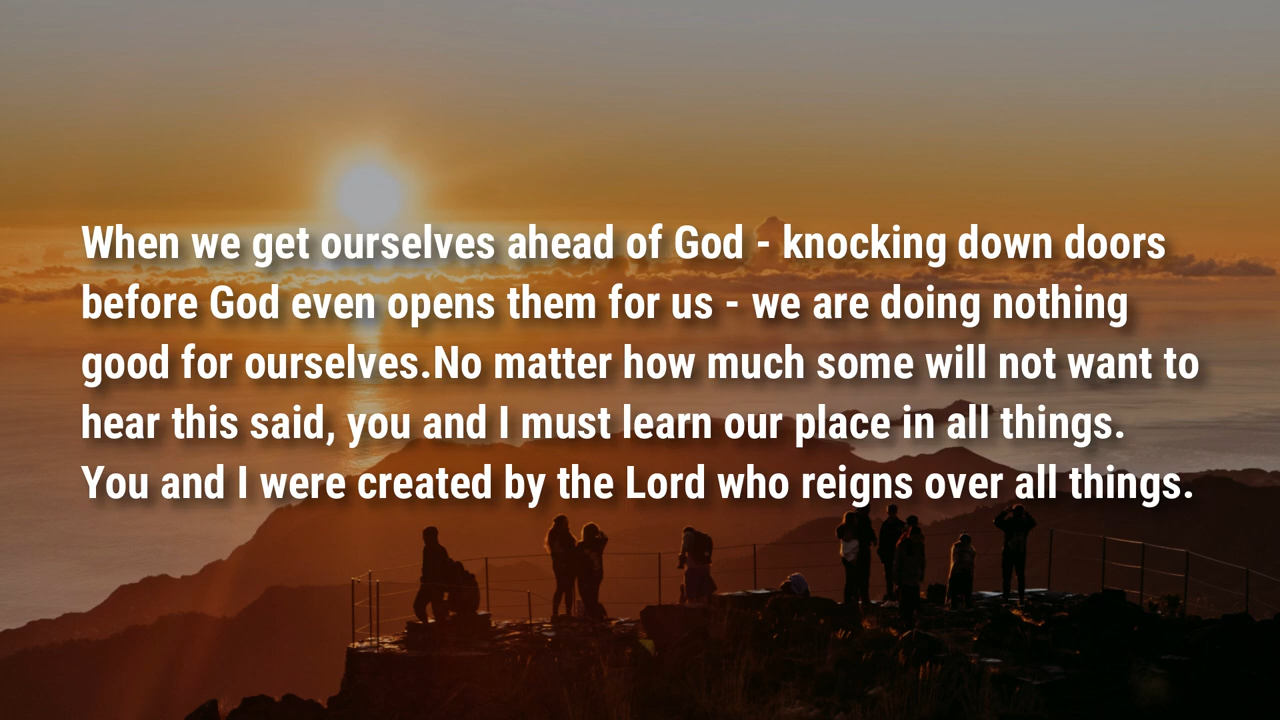 When we get ourselves ahead of God - knocking down doors
before God even opens them for us - we are doing nothing
good for ourselves.No matter how much some will not want to
hear this said, you and I must learn our place in all things.
You and I were created by the Lord who reigns over all things.